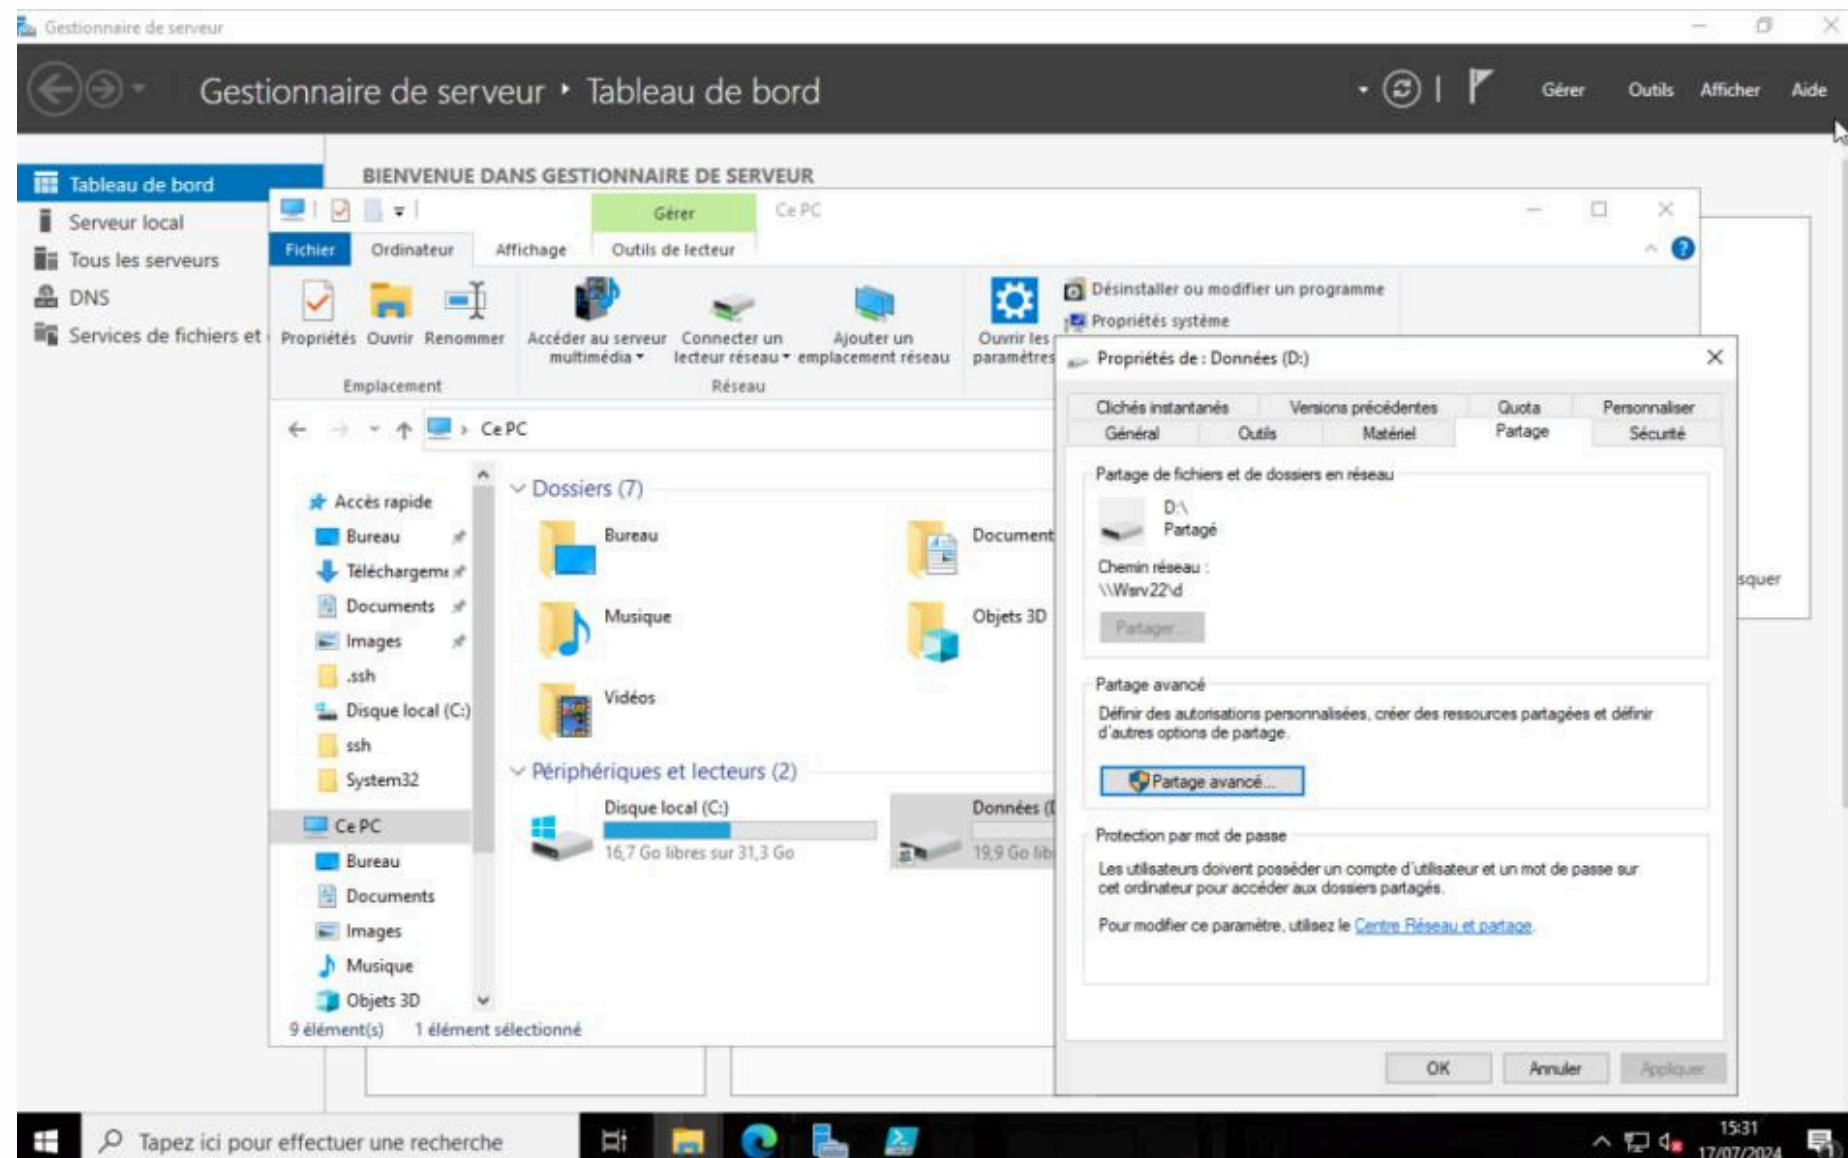 Gestionnaire de serveur
Gestionnaire de serveur ‣ Tableau de bord
Gérer Outils Afficher Aide
Tableau de bord
Serveur local
Tous les serveurs
DNS
Services de fichiers et
BIENVENUE DANS GESTIONNAIRE DE SERVEUR
Gérer Ce PC
Fichier Ordinateur Affichage Outils de lecteur
Propriétés Ouvrir Renommer
Accéder au serveur multimédia
Connecter un lecteur réseau
Ajouter un emplacement réseau
Ouvrir les paramètres
Désinstaller ou modifier un programme
Propriétés système
Emplacement Réseau
Ce PC
Accès rapide
Bureau
Téléchargeme
Documents
Images
.ssh
Disque local (C:)
ssh
System32
Ce PC
Bureau
Documents
Images
Musique
Objets 3D
Dossiers (7)
Bureau
Document
Musique
Objets 3D
Vidéos
Périphériques et lecteurs (2)
Disque local (C:)
16,7 Go libres sur 31,3 Go
Données (D
19,9 Go lib
9 élément(s) 1 élément sélectionné
Propriétés de : Données (D:)
Clichés instantanés Versions précédentes Quota Personnaliser
Général Outils Matériel Partage Sécurité
Partage de fichiers et de dossiers en réseau
D:\
Partagé
Chemin réseau :
\\Wsrv22\d
Partager...
Partage avancé
Définir des autorisations personnalisées, créer des ressources partagées et définir
d'autres options de partage.
Partage avancé...
Protection par mot de passe
Les utilisateurs doivent posséder un compte d'utilisateur et un mot de passe sur
cet ordinateur pour accéder aux dossiers partagés.
Pour modifier ce paramètre, utilisez le Centre Réseau et partage.
OK Annuler Appliquer
squer
Tapez ici pour effectuer une recherche
15:31
17/07/2024